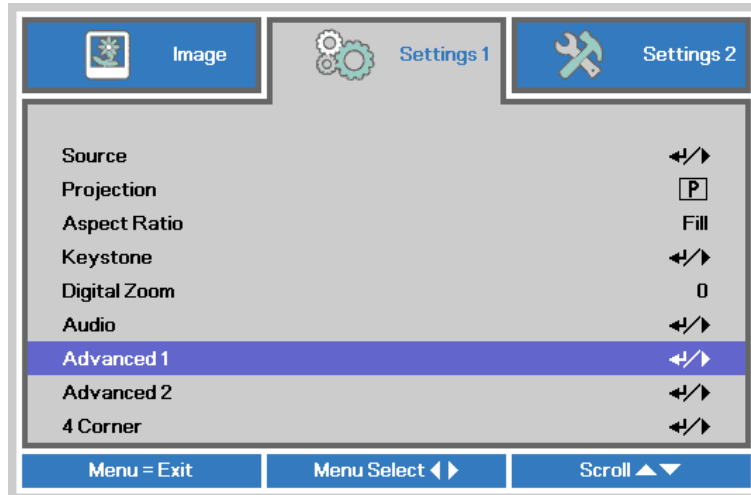 Image Settings 1 Settings 2
Source ↵/▶
Projection P
Aspect Ratio Fill
Keystone ↵/▶
Digital Zoom 0
Audio ↵/▶
Advanced 1 ↵/▶
Advanced 2 ↵/▶
4 Corner ↵/▶
Menu = Exit Menu Select ◀ ▶ Scroll ▲▼